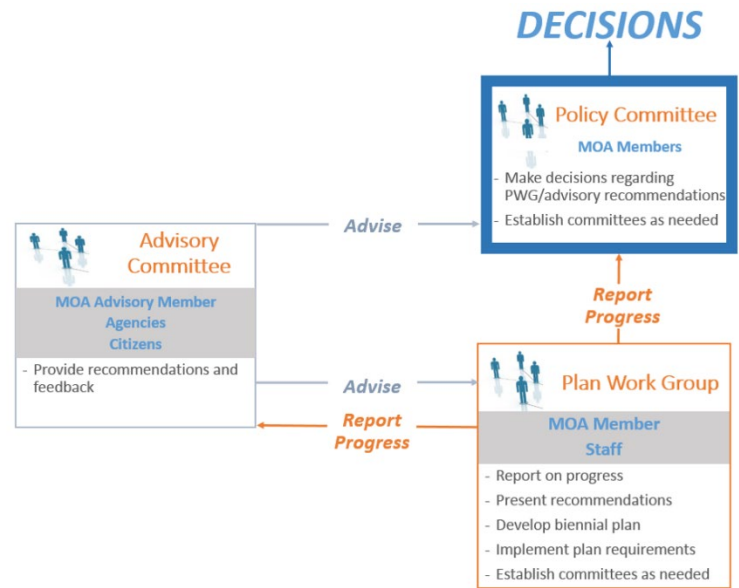 DECISIONS
Policy Committee
MOA Members
- Make decisions regarding
PWG/advisory recommendations
- Establish committees as needed
Advise
Advisory
Committee
MOA Advisory Member
Agencies
Citizens
- Provide recommendations and
feedback
Report
Progress
Advise
Report
Progress
Plan Work Group
MOA Member
Staff
- Report on progress
- Present recommendations
- Develop biennial plan
- Implement plan requirements
- Establish committees as needed